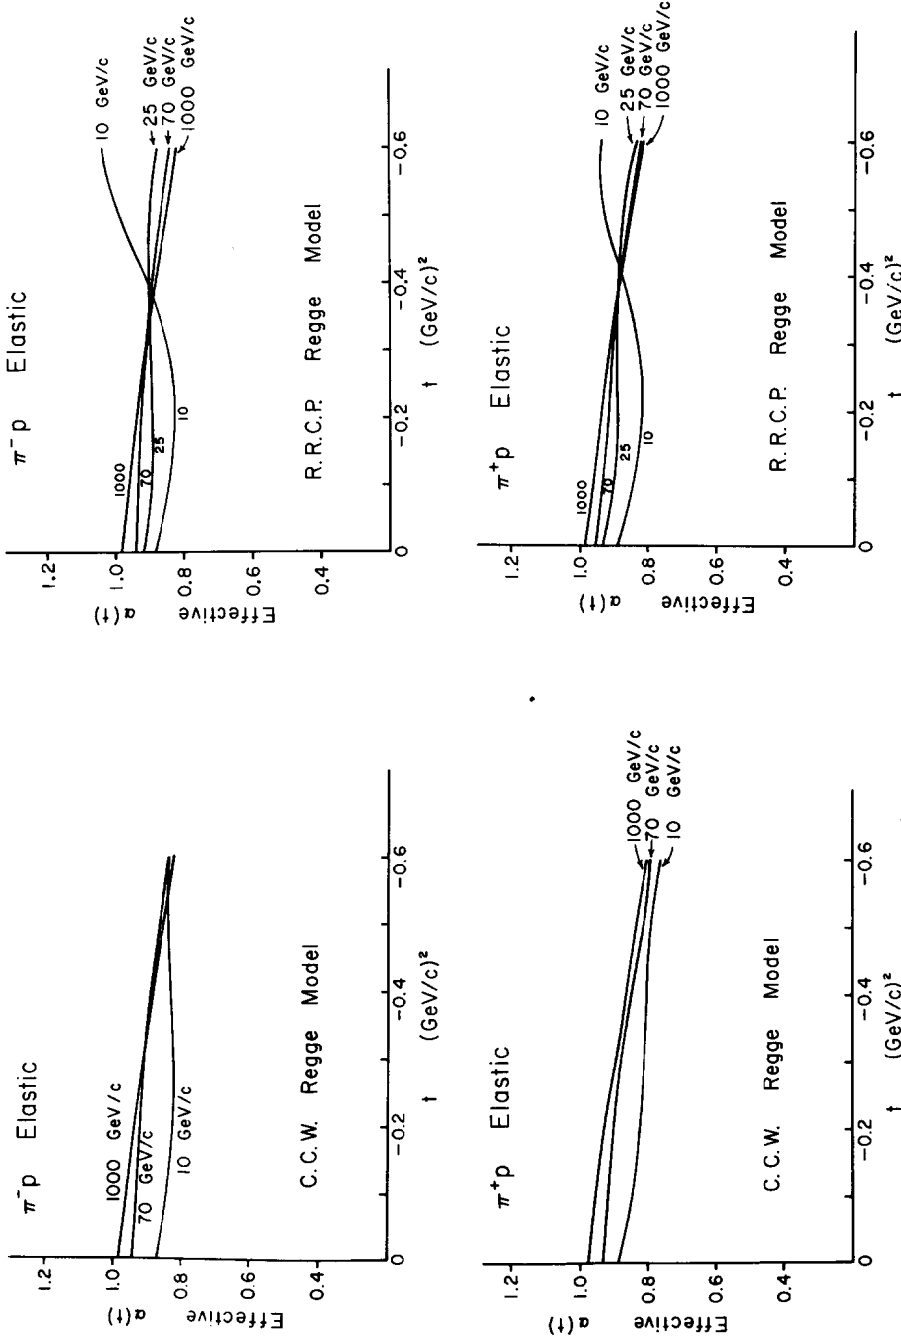 π⁻p Elastic
1.2
1.0
0.8
0.6
0.4
Effective
α(t)
1000 GeV/c
70 GeV/c
10 GeV/c
C.C.W. Regge Model
0
-0.2
-0.4
-0.6
t (GeV/c)²
π⁻p Elastic
1.2
1.0
0.8
0.6
0.4
Effective
α(t)
1000
70
25
10
10 GeV/c
25 GeV/c
70 GeV/c
1000 GeV/c
R.R.C.P. Regge Model
0
-0.2
-0.4
-0.6
t (GeV/c)²
π⁺p Elastic
1.2
1.0
0.8
0.6
0.4
Effective
α(t)
1000 GeV/c
70 GeV/c
10 GeV/c
C.C.W. Regge Model
0
-0.2
-0.4
-0.6
t (GeV/c)²
π⁺p Elastic
1.2
1.0
0.8
0.6
0.4
Effective
α(t)
1000
70
25
10
10 GeV/c
25 GeV/c
70 GeV/c
1000 GeV/c
R.R.C.P. Regge Model
0
-0.2
-0.4
-0.6
t (GeV/c)²